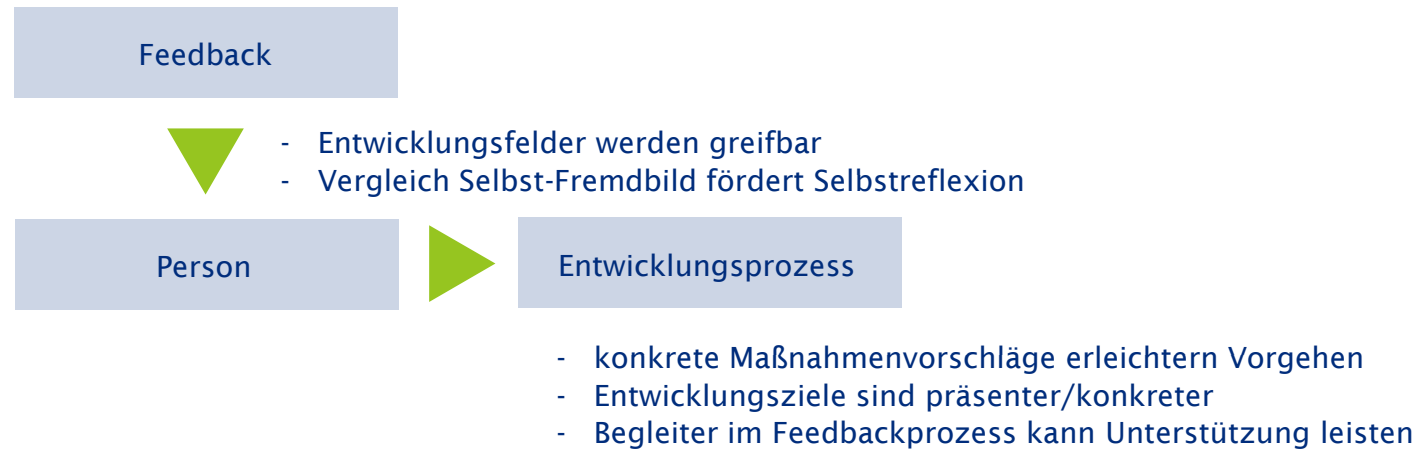 Feedback
- Entwicklungsfelder werden greifbar
- Vergleich Selbst-Fremdbild fördert Selbstreflexion
Person
Entwicklungsprozess
- konkrete Maßnahmenvorschläge erleichtern Vorgehen
- Entwicklungsziele sind präsenter/konkreter
- Begleiter im Feedbackprozess kann Unterstützung leisten